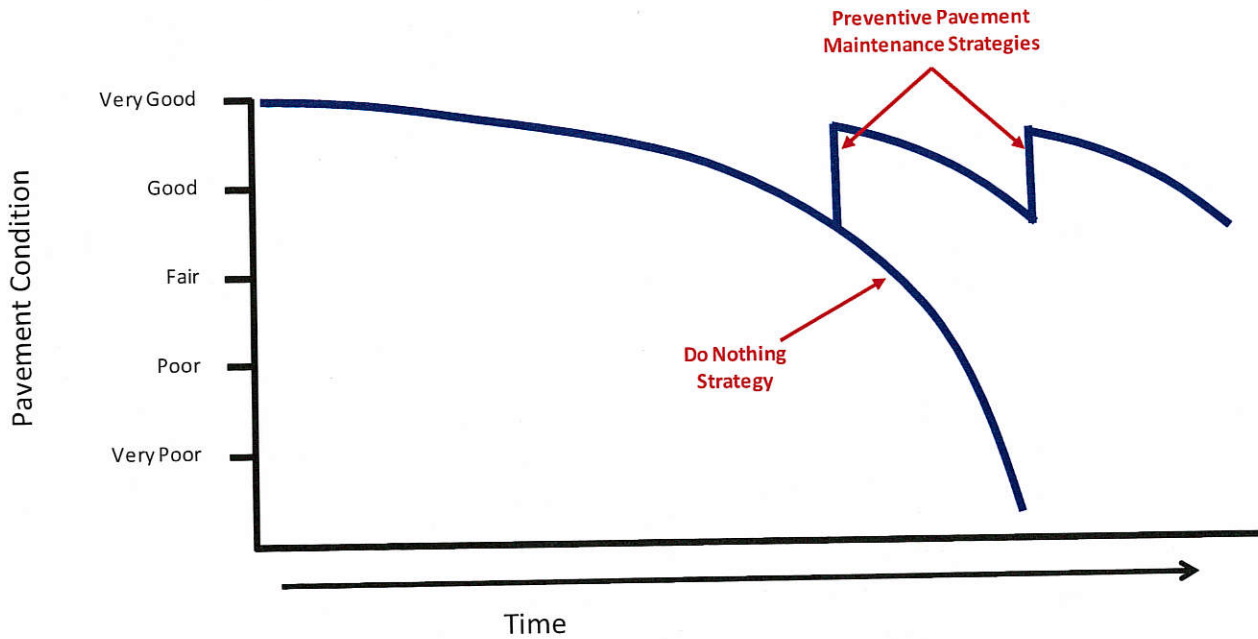 Preventive Pavement
Maintenance Strategies
Very Good
Good
Fair
Poor
Very Poor
Pavement Condition
Do Nothing
Strategy
Time